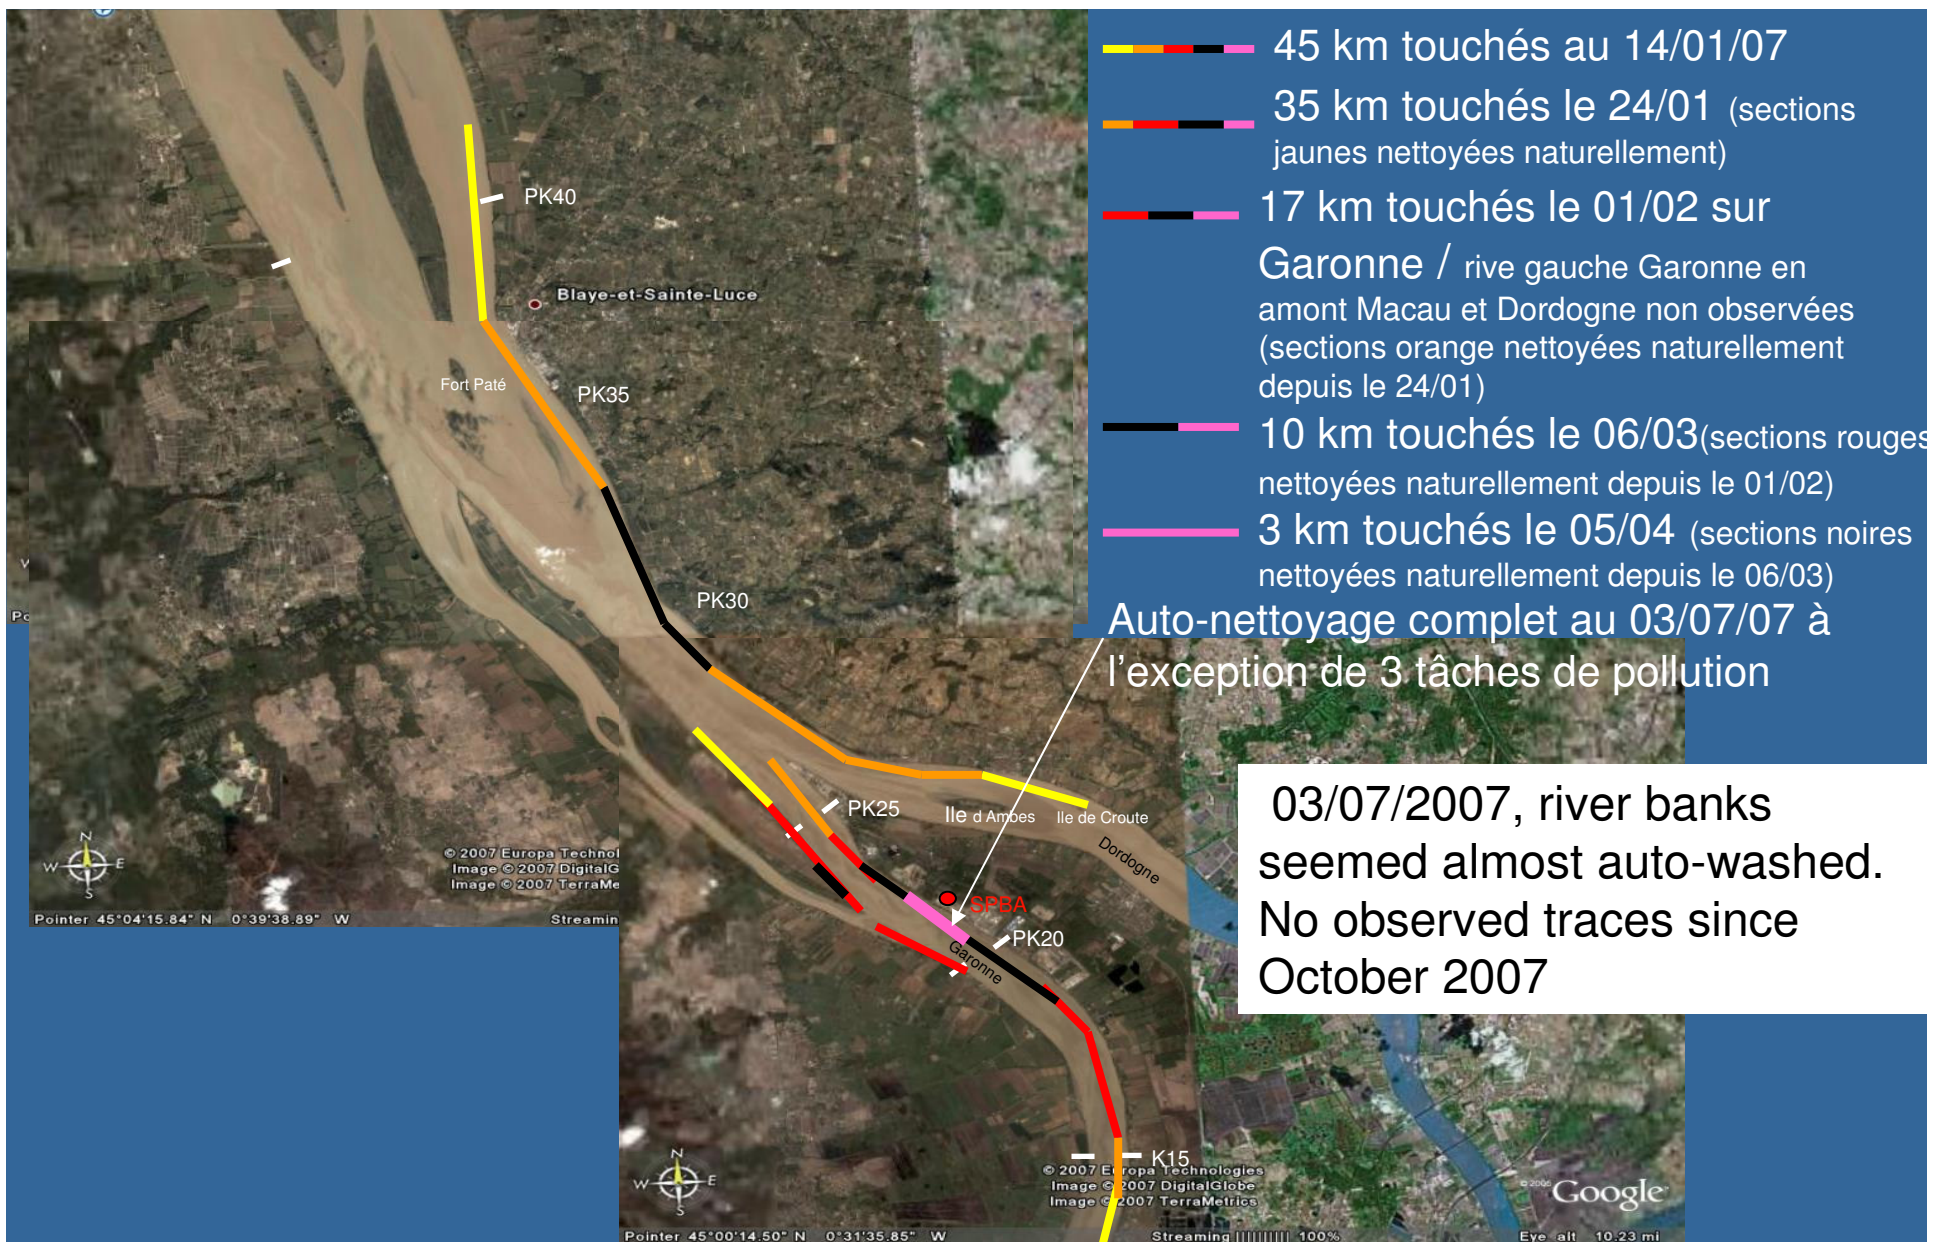 45 km touchés au 14/01/07
35 km touchés le 24/01 (sections
jaunes nettoyées naturellement)
17 km touchés le 01/02 sur
Garonne / rive gauche Garonne en
amont Macau et Dordogne non observées
(sections orange nettoyées naturellement
depuis le 24/01)
10 km touchés le 06/03(sections rouges
nettoyées naturellement depuis le 01/02)
3 km touchés le 05/04 (sections noires
nettoyées naturellement depuis le 06/03)
Auto-nettoyage complet au 03/07/07 à
l'exception de 3 tâches de pollution
03/07/2007, river banks
seemed almost auto-washed.
No observed traces since
October 2007
PK40
Blaye-et-Sainte-Luce
Fort Paté
PK35
PK30
PK25
Ile d Ambes
Ile de Croute
Dordogne
SPBA
PK20
Garonne
K15
N
W E
S
© 2007 Europa Technol
Image © 2007 DigitalG
Image © 2007 TerraMe
Pointer 45°04'15.84" N 0°39'38.89" W Streamin
N
W E
S
© 2007 Europa Technologies
Image © 2007 DigitalGlobe
Image © 2007 TerraMetrics
© 2006 Google
Pointer 45°00'14.50" N 0°31'35.85" W Streaming 100% Eye alt 10.23 mi